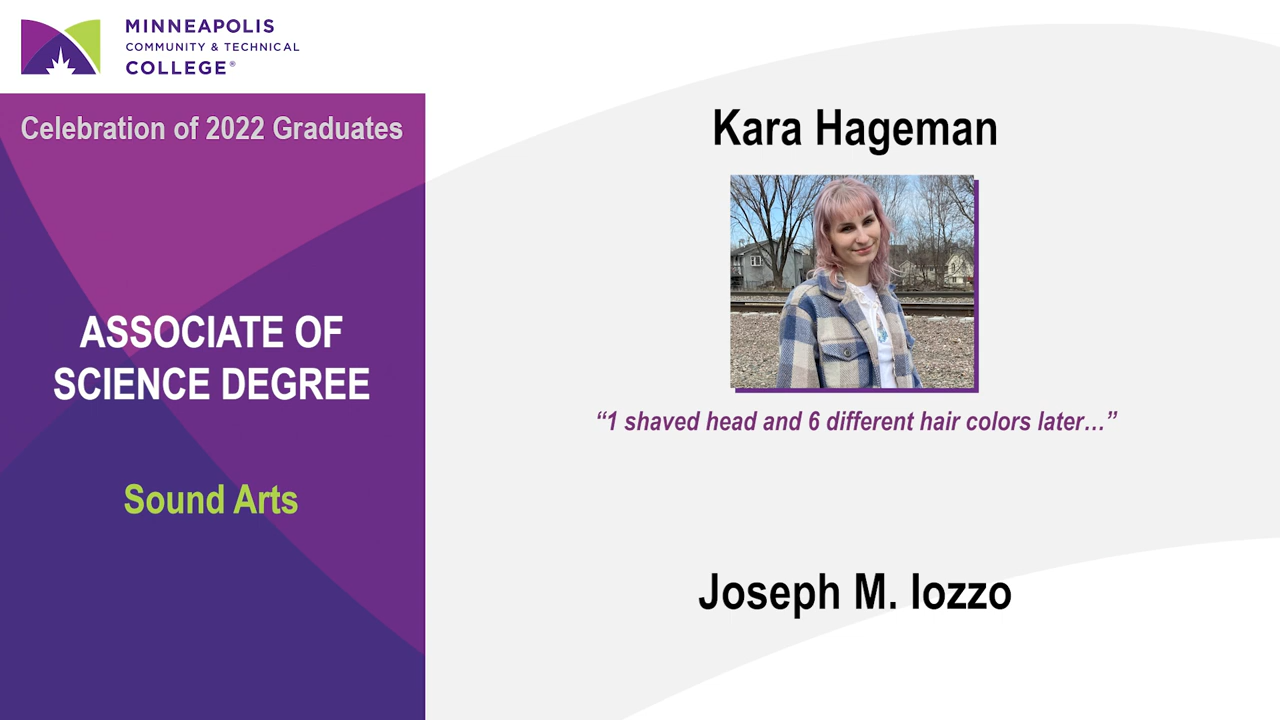 MINNEAPOLIS
COMMUNITY & TECHNICAL
COLLEGE®
Celebration of 2022 Graduates
ASSOCIATE OF
SCIENCE DEGREE
Sound Arts
Kara Hageman
“1 shaved head and 6 different hair colors later…”
Joseph M. Iozzo